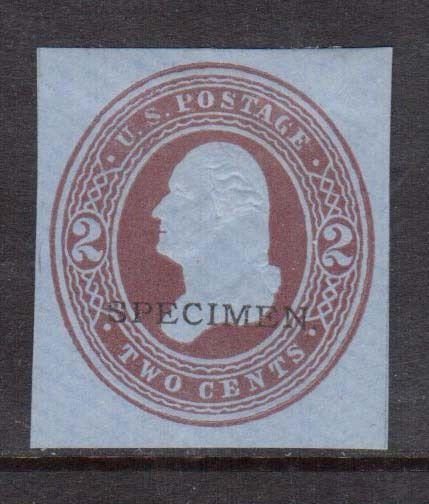 U.S. POSTAGE
2 2
SPECIMEN.
TWO CENTS